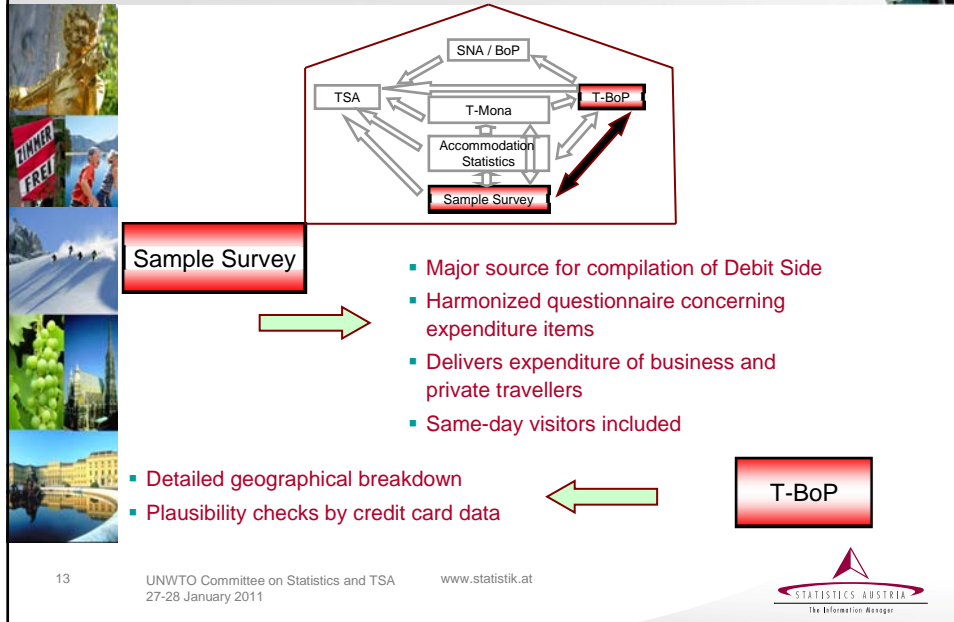 SNA / BoP
TSA
T-BoP
T-Mona
Accommodation
Statistics
Sample Survey
ZIMMER
FREI
Sample Survey
▪ Major source for compilation of Debit Side
▪ Harmonized questionnaire concerning
expenditure items
▪ Delivers expenditure of business and
private travellers
▪ Same-day visitors included
▪ Detailed geographical breakdown
▪ Plausibility checks by credit card data
T-BoP
13
UNWTO Committee on Statistics and TSA
27-28 January 2011
www.statistik.at
STATISTICS AUSTRIA
The Information Manager